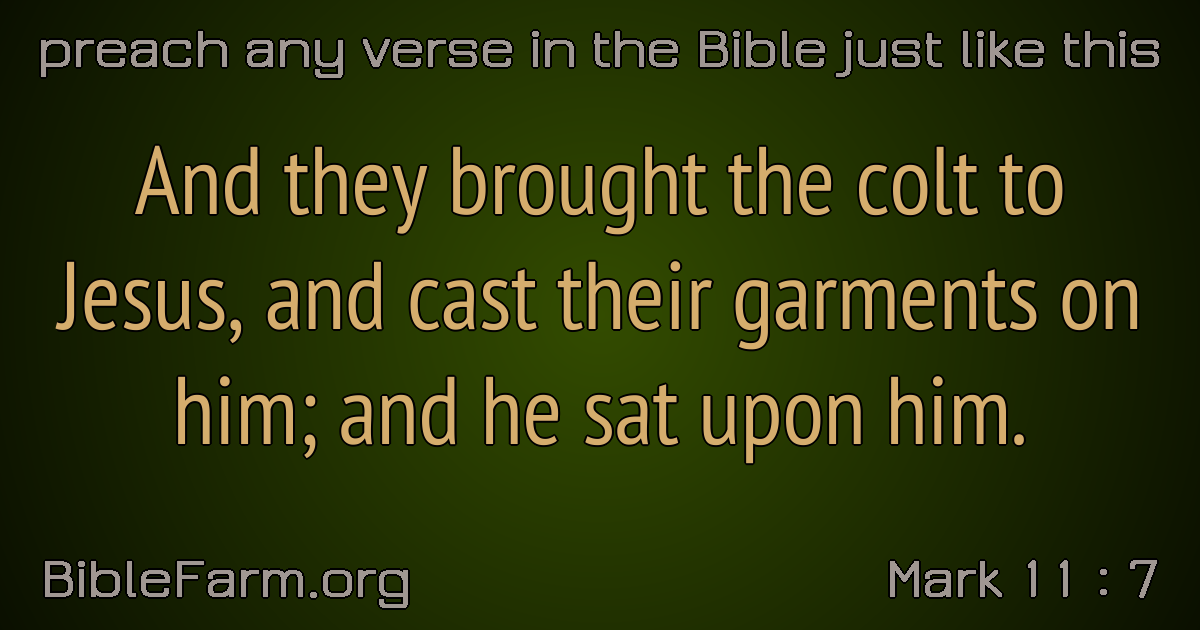 preach any verse in the Bible just like this
And they brought the colt to
Jesus, and cast their garments on
him; and he sat upon him.
BibleFarm.org
Mark 11 : 7